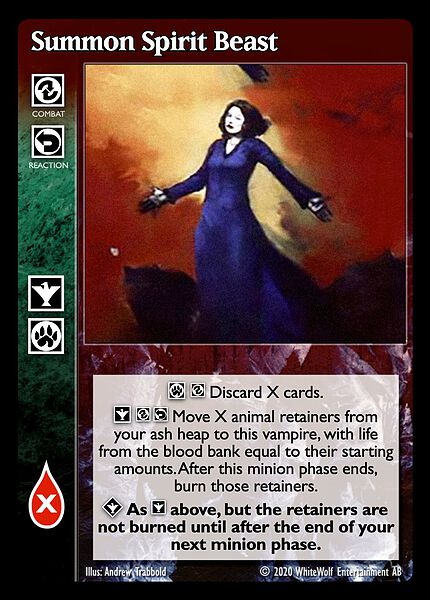 Summon Spirit Beast
COMBAT
REACTION
Discard X cards.
Move X animal retainers from
your ash heap to this vampire, with life
from the blood bank equal to their starting
amounts. After this minion phase ends,
burn those retainers.
As above, but the retainers are
not burned until after the end of your
next minion phase.
X
Illus: Andrew Trabbold © 2020 WhiteWolf Entertainment AB